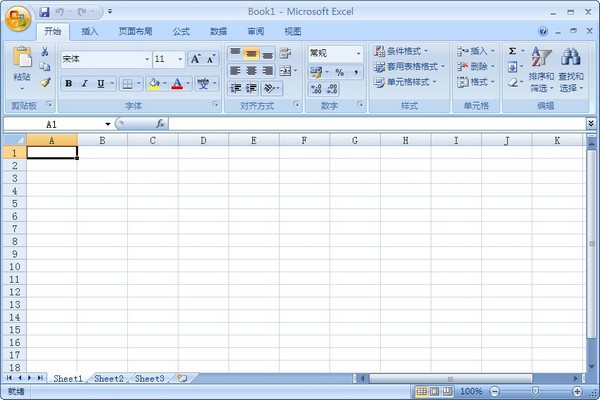 Book1 - Microsoft Excel
开始 插入 页面布局 公式 数据 审阅 视图
宋体 11 A A 常规 条件格式 插入 Σ
粘贴 套用表格格式 删除 排序和 查找和
B I U A 变 % , 单元格样式 格式 筛选 选择
剪贴板 字体 对齐方式 数字 样式 单元格 编辑
A1 fx
A B C D E F G H I J K
1
2
3
4
5
6
7
8
9
10
11
12
13
14
15
16
17
18
Sheet1 Sheet2 Sheet3
就绪 100%